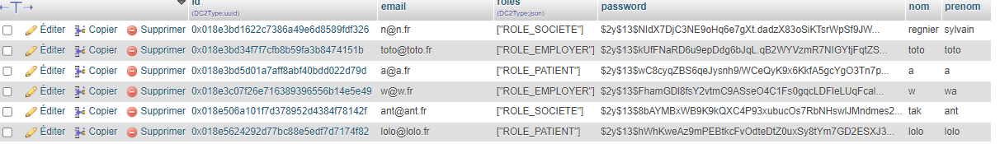 id email roles password nom prenom
(DC2Type:uuid) (DC2Type:json)
Éditer Copier Supprimer 0x018e3bd1622c7386a49e6d8589fdf326 n@n.fr ["ROLE_SOCIETE"] $2y$13$NldX7DjC3NE9oHq6e7gXt.dadzX83oSiKTsrWpSf9JW... regnier sylvain
Éditer Copier Supprimer 0x018e3bd34f7f7cfb8b59fa3b8474151b toto@toto.fr ["ROLE_EMPLOYER"] $2y$13$kUfFNaRD6u9epDdg6bJqL.qB2WYVzmR7NIGYtjFqtZS... toto toto
Éditer Copier Supprimer 0x018e3bd5d01a7aff8abf40bdd022d79d a@a.fr ["ROLE_PATIENT"] $2y$13$wC8cyqZBS6qeJysnh9/WCeQyK9x6KkfA5gcYgO3Tn7p... a a
Éditer Copier Supprimer 0x018e3c07f26e716389396556b14e5e49 w@w.fr ["ROLE_EMPLOYER"] $2y$13$FhamGDI8fsY2vtmC9ASseO4C1Fs0gqcLDFIeLUqFcal... w wa
Éditer Copier Supprimer 0x018e506a101f7d378952d4384f78142f ant@ant.fr ["ROLE_SOCIETE"] $2y$13$8bAYMBxWB9K9kQXC4P93xubucOs7RbNHswlJMndmes2... tak ant
Éditer Copier Supprimer 0x018e5624292d77bc88e5edf7d7174f82 lolo@lolo.fr ["ROLE_PATIENT"] $2y$13$hWhKweAz9mPEBtkcFvOdteDtZ0uxSy8tYm7GD2ESXJ3... lolo lolo